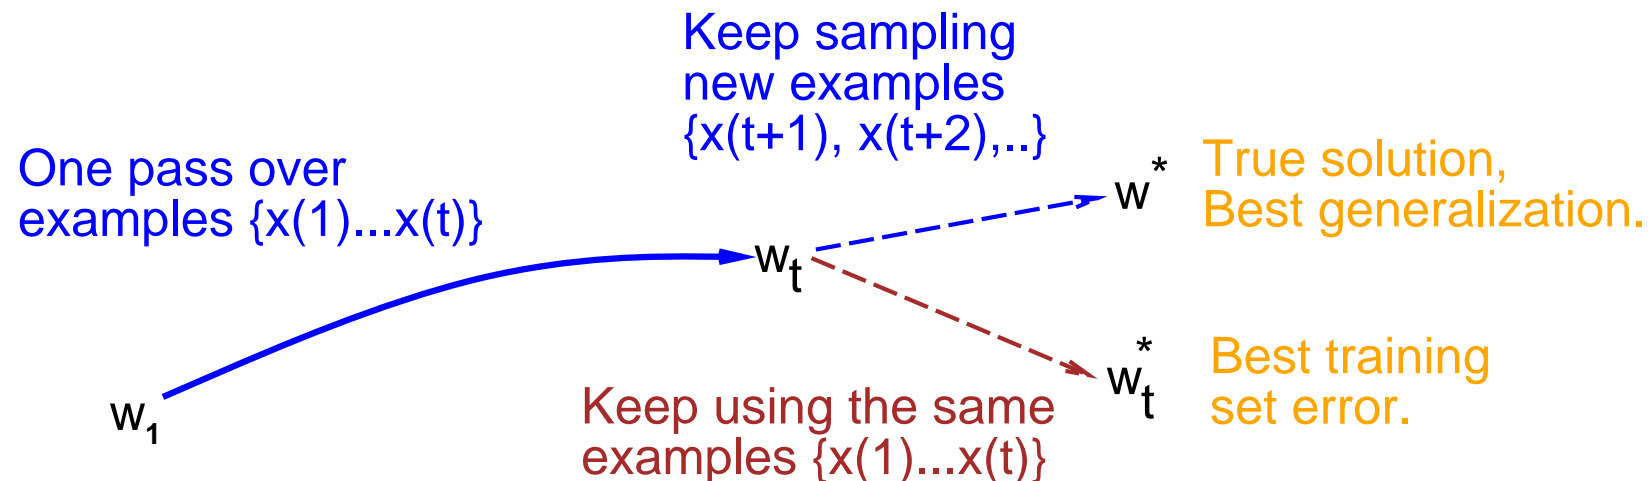 Keep sampling
new examples
{x(t+1), x(t+2),..}
One pass over
examples {x(1)...x(t)}
w*
True solution,
Best generalization.
wt
w1
Keep using the same
examples {x(1)...x(t)}
wt*
Best training
set error.